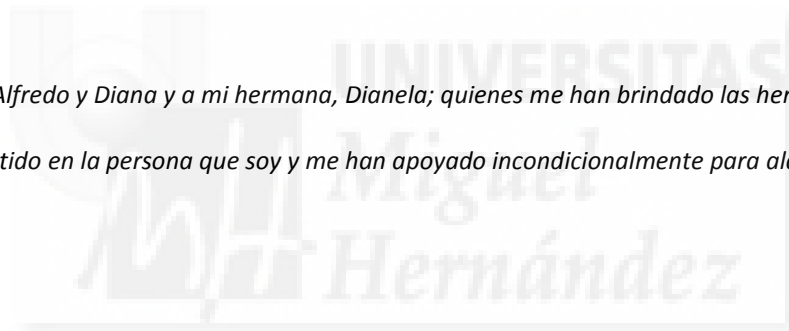 UNIVERSITAS
Alfredo y Diana y a mi hermana, Dianela; quienes me han brindado las her
tido en la persona que soy y me han apoyado incondicionalmente para al
Miguel
Hernández